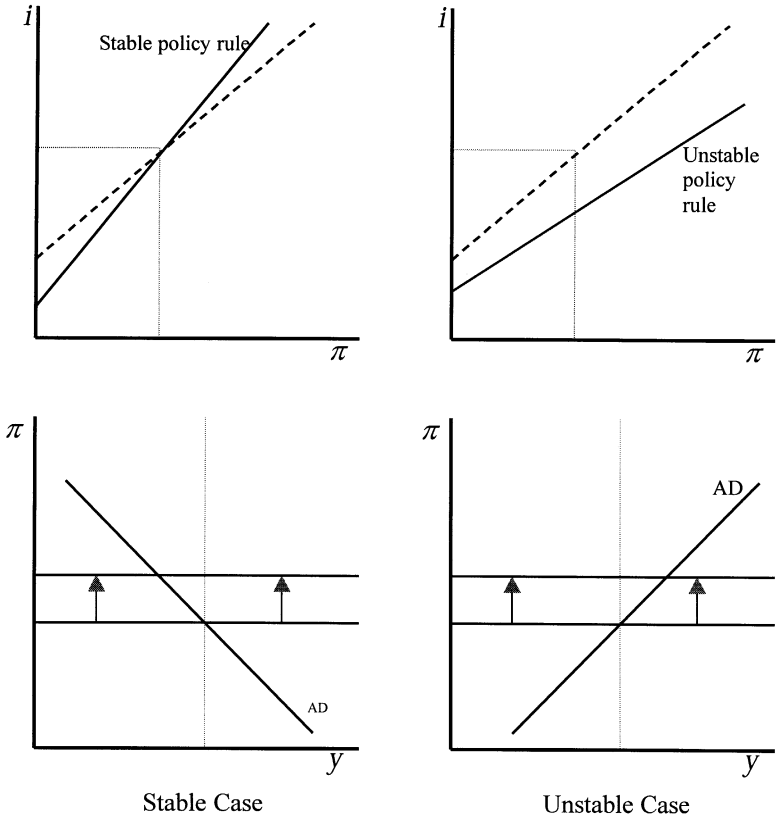 i
Stable policy rule
π
i
Unstable
policy
rule
π
π
AD
y
Stable Case
π
AD
y
Unstable Case